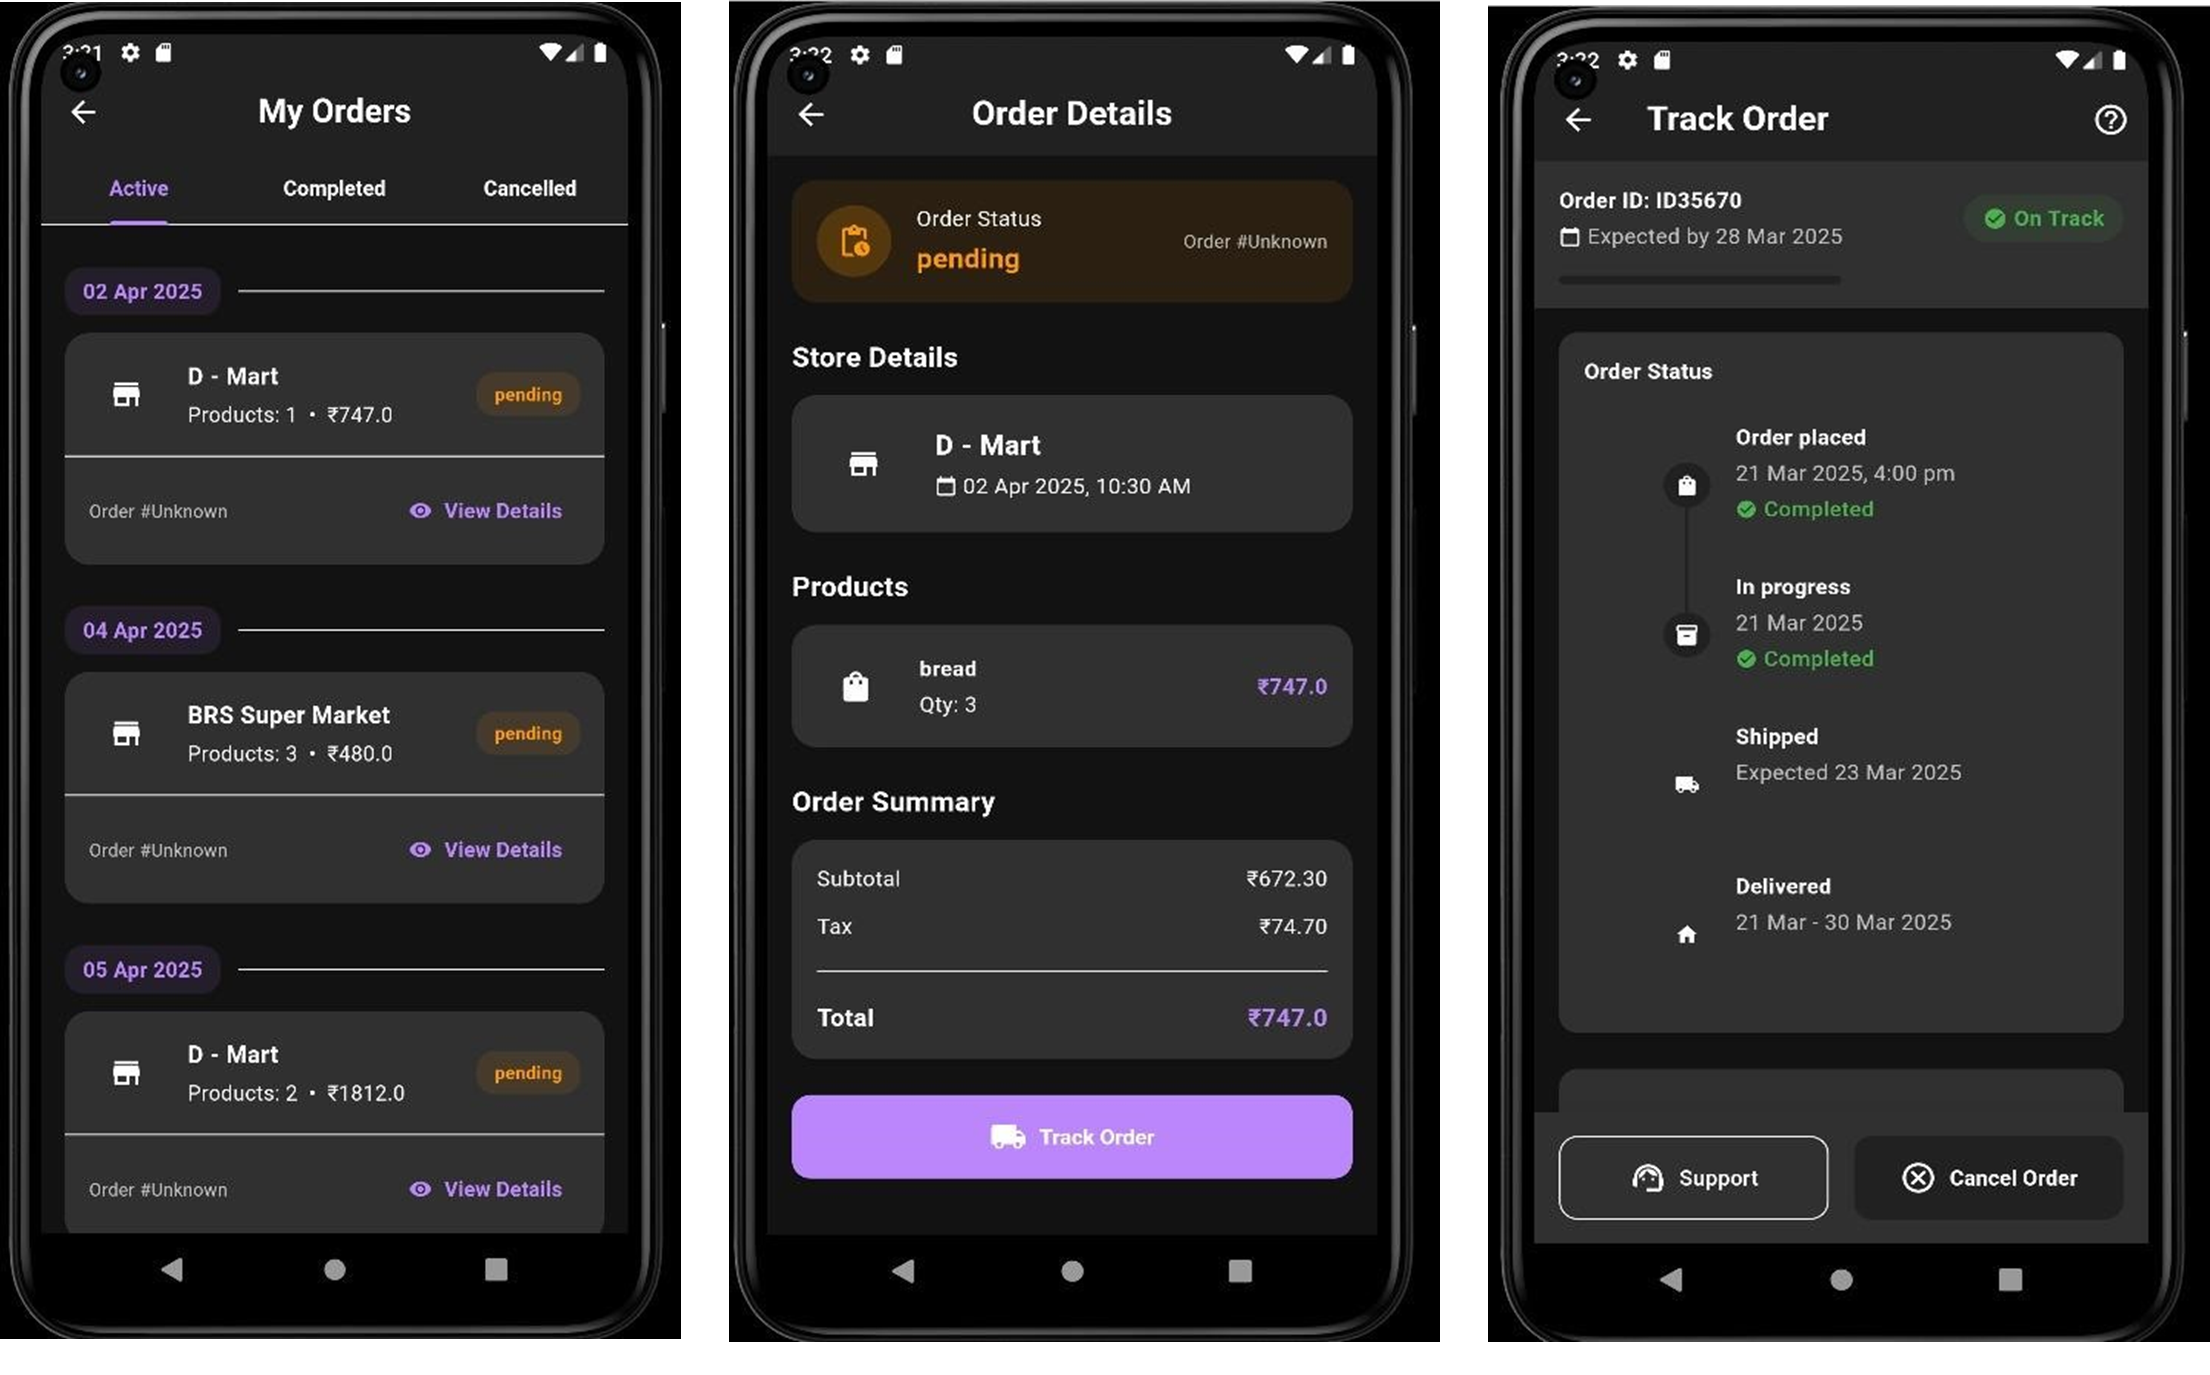 3:21
My Orders
Active Completed Cancelled
02 Apr 2025
D - Mart
Products: 1 • ₹747.0
pending
Order #Unknown
View Details
04 Apr 2025
BRS Super Market
Products: 3 • ₹480.0
pending
Order #Unknown
View Details
05 Apr 2025
D - Mart
Products: 2 • ₹1812.0
pending
Order #Unknown
View Details
3:22
Order Details
Order Status
pending
Order #Unknown
Store Details
D - Mart
02 Apr 2025, 10:30 AM
Products
bread
Qty: 3
₹747.0
Order Summary
Subtotal ₹672.30
Tax ₹74.70
Total ₹747.0
Track Order
3:22
Track Order
Order ID: ID35670
Expected by 28 Mar 2025
On Track
Order Status
Order placed
21 Mar 2025, 4:00 pm
Completed
In progress
21 Mar 2025
Completed
Shipped
Expected 23 Mar 2025
Delivered
21 Mar - 30 Mar 2025
Support
Cancel Order